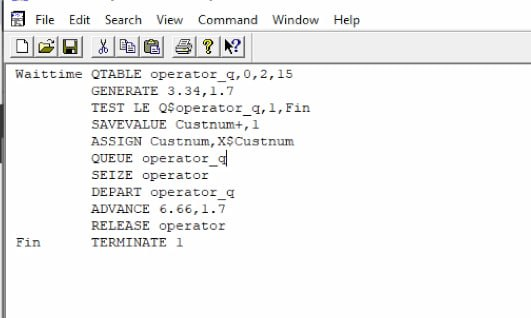 File Edit Search View Command Window Help
Waittime QTABLE operator_q,0,2,15
GENERATE 3.34,1.7
TEST LE Q$operator_q,1,Fin
SAVEVALUE Custnum+,1
ASSIGN Custnum,X$Custnum
QUEUE operator_q
SEIZE operator
DEPART operator_q
ADVANCE 6.66,1.7
RELEASE operator
Fin TERMINATE 1